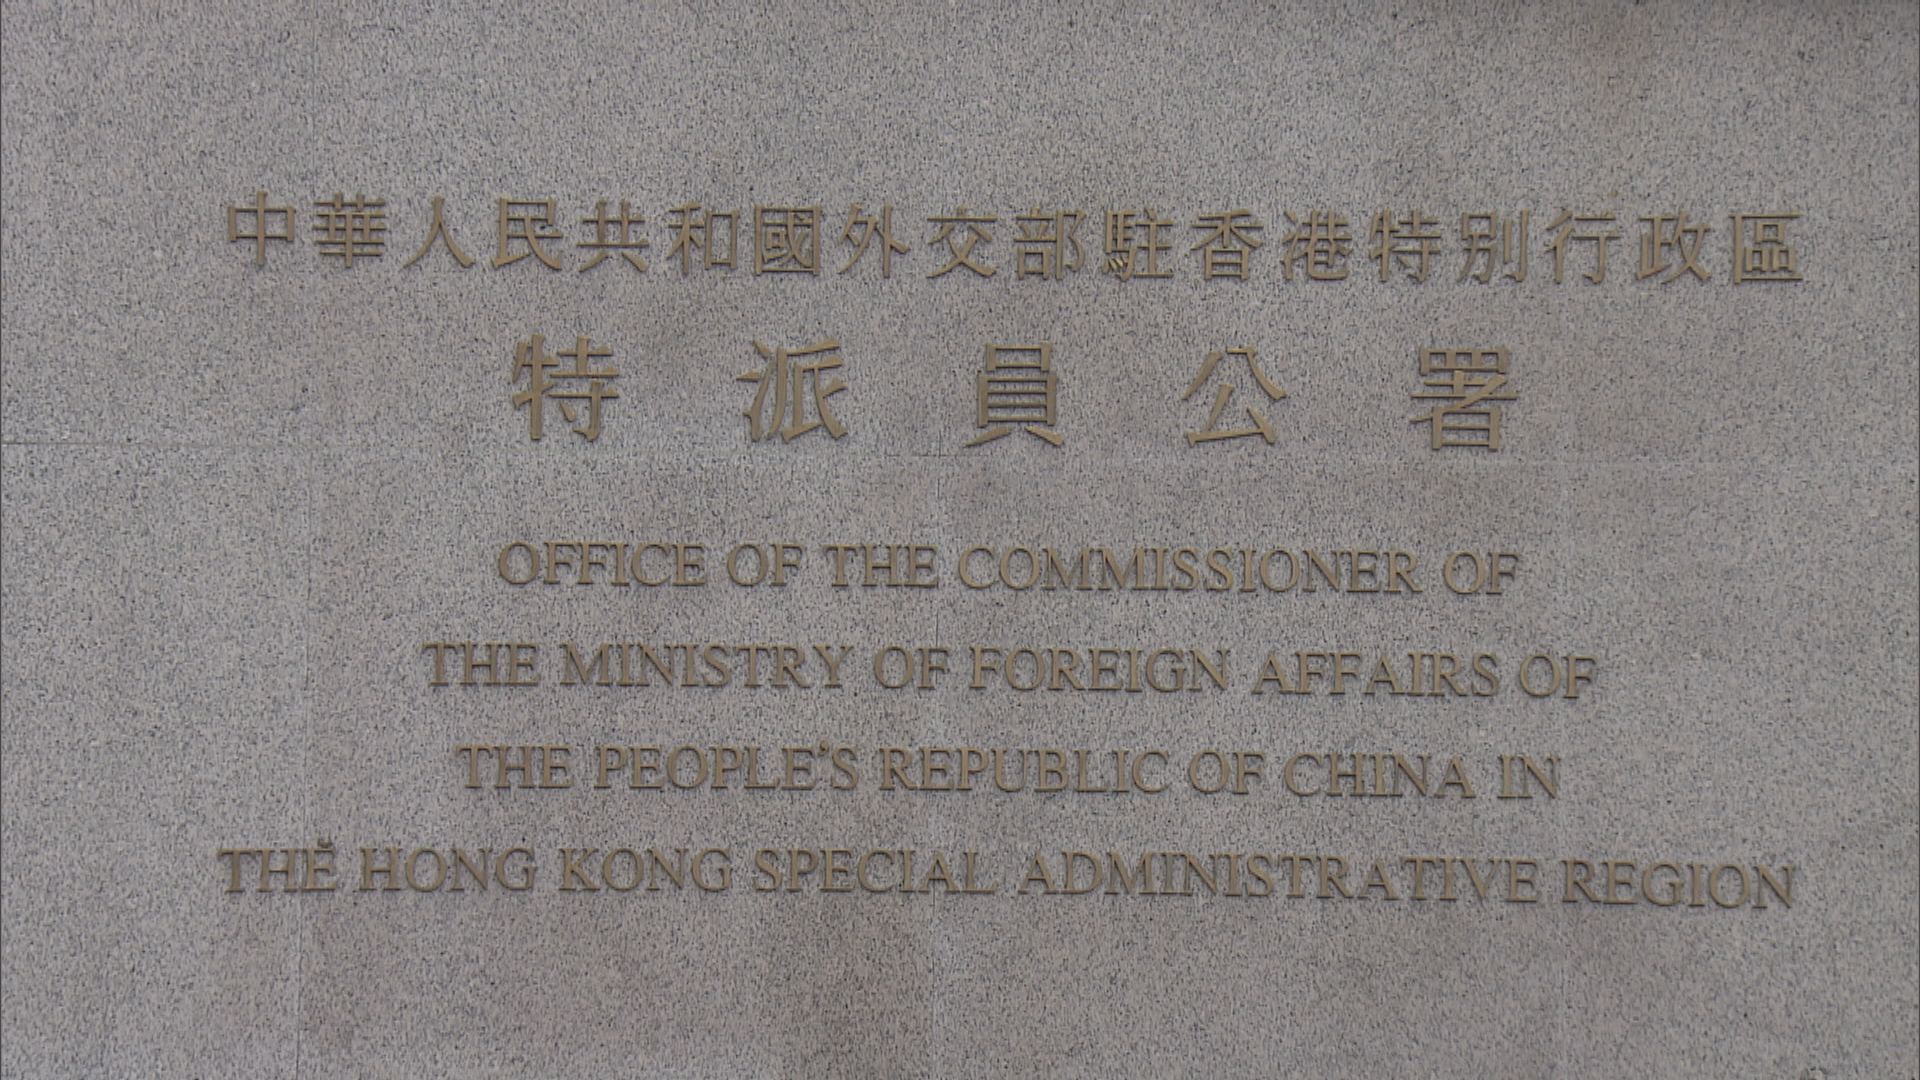 中華人民共和國外交部駐香港特別行政區
特派員公署
OFFICE OF THE COMMISSIONER OF
THE MINISTRY OF FOREIGN AFFAIRS OF
THE PEOPLE'S REPUBLIC OF CHINA IN
THE HONG KONG SPECIAL ADMINISTRATIVE REGION